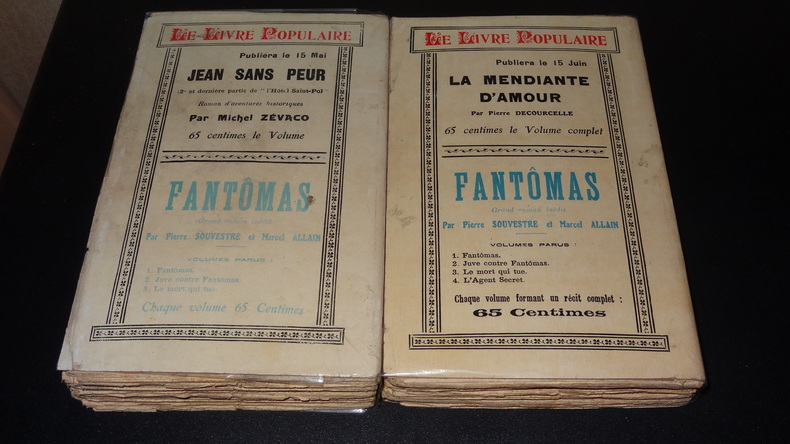 LE LIVRE POPULAIRE
Publiera le 15 Mai
JEAN SANS PEUR
(2e et dernière partie de "l'Hôtel Saint-Pol"
Roman d'aventures historiques
Par Michel ZÉVACO
65 centimes le Volume
FANTÔMAS
Grand roman inédit
Par Pierre SOUVESTRE et Marcel ALLAIN
VOLUMES PARUS :
1. Fantômas.
2. Juve contre Fantômas.
3. Le mort qui tue.
Chaque volume 65 Centimes
LE LIVRE POPULAIRE
Publiera le 15 Juin
LA MENDIANTE
D'AMOUR
Par Pierre DECOURCELLE
65 centimes le Volume complet
FANTÔMAS
Grand roman inédit
Par Pierre SOUVESTRE et Marcel ALLAIN
VOLUMES PARUS :
1. Fantômas.
2. Juve contre Fantômas.
3. Le mort qui tue.
4. L'Agent Secret.
Chaque volume formant un récit complet :
65 Centimes